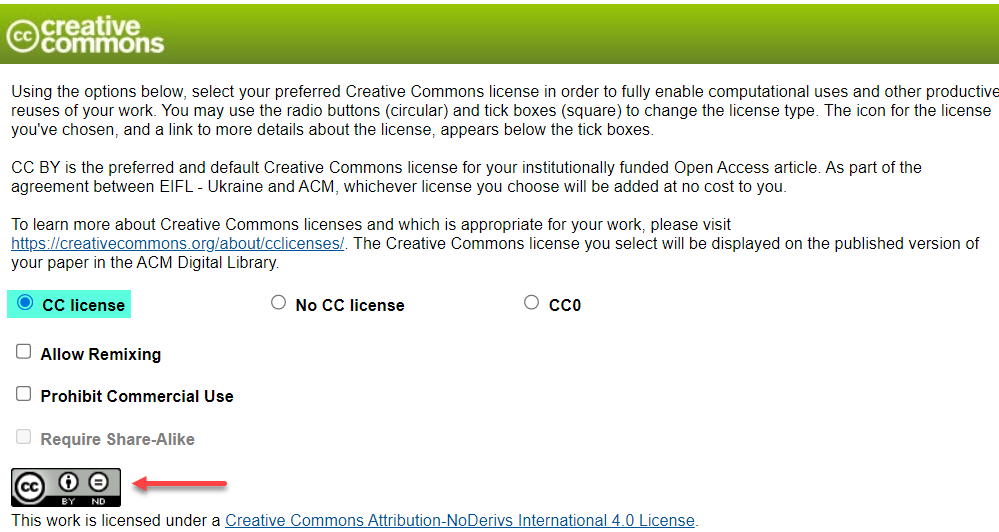 cc creative
commons
Using the options below, select your preferred Creative Commons license in order to fully enable computational uses and other productive
reuses of your work. You may use the radio buttons (circular) and tick boxes (square) to change the license type. The icon for the license
you've chosen, and a link to more details about the license, appears below the tick boxes.
CC BY is the preferred and default Creative Commons license for your institutionally funded Open Access article. As part of the
agreement between EIFL - Ukraine and ACM, whichever license you choose will be added at no cost to you.
To learn more about Creative Commons licenses and which is appropriate for your work, please visit
https://creativecommons.org/about/cclicenses/. The Creative Commons license you select will be displayed on the published version of
your paper in the ACM Digital Library.
CC license No CC license CC0
Allow Remixing
Prohibit Commercial Use
Require Share-Alike
cc
BY ND
This work is licensed under a Creative Commons Attribution-NoDerivs International 4.0 License.